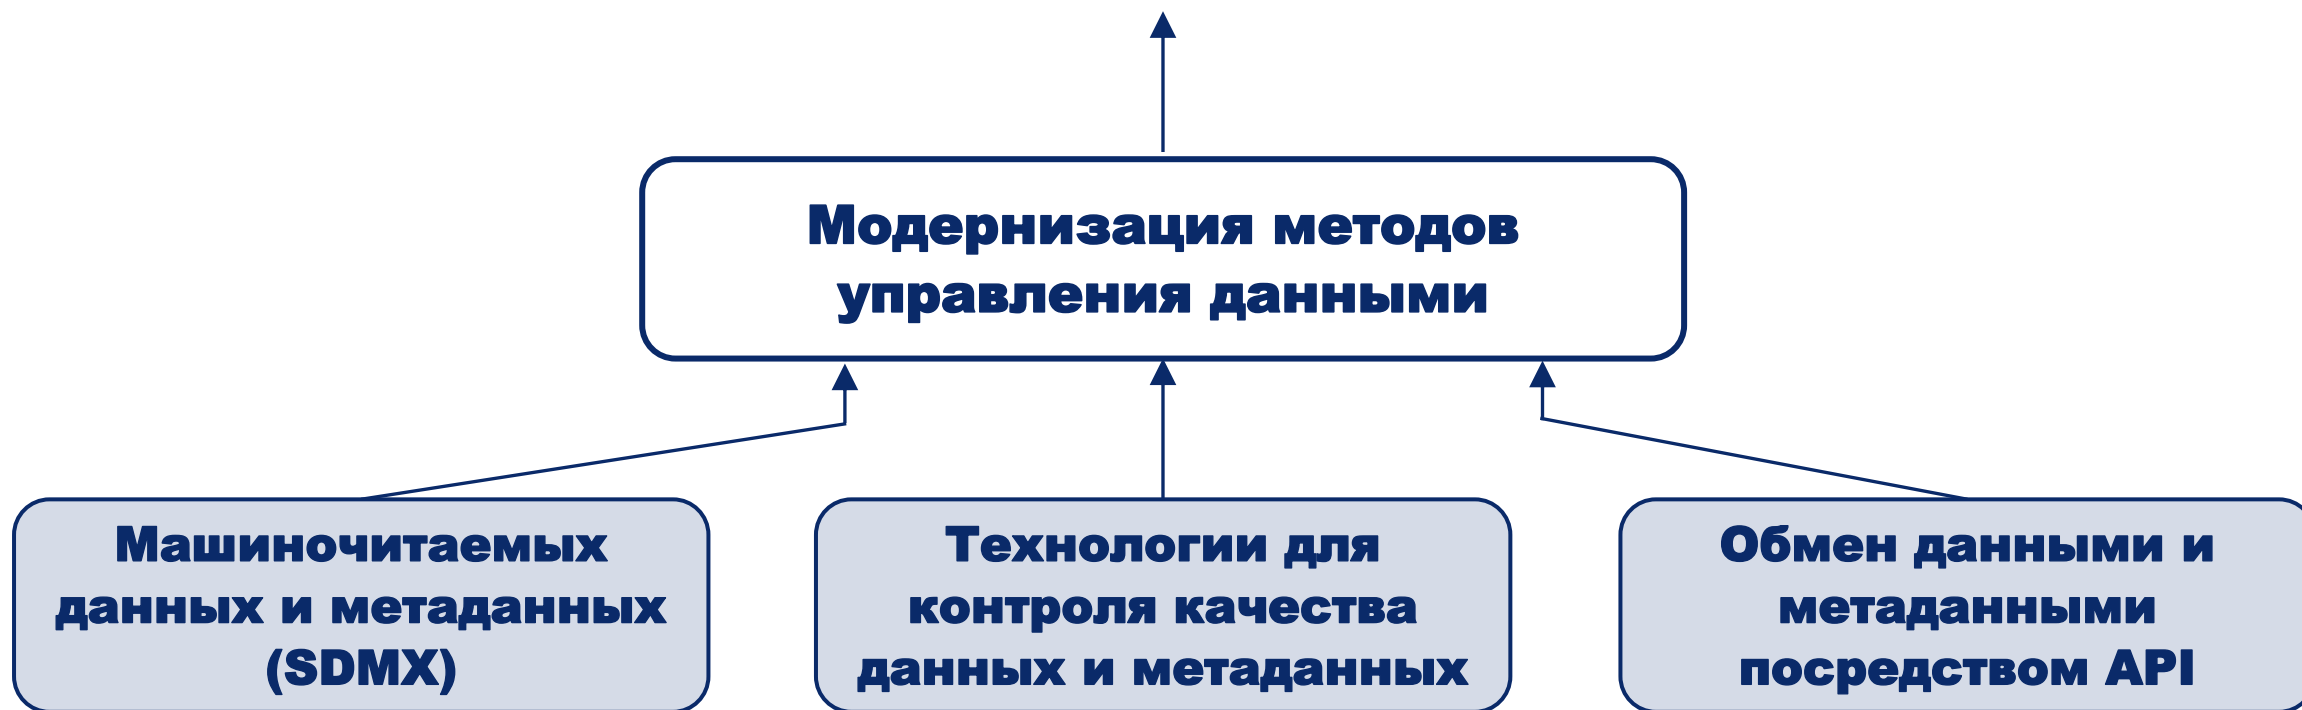 Модернизация методов
управления данными
Машиночитаемых
данных и метаданных
(SDMX)
Технологии для
контроля качества
данных и метаданных
Обмен данными и
метаданными
посредством API